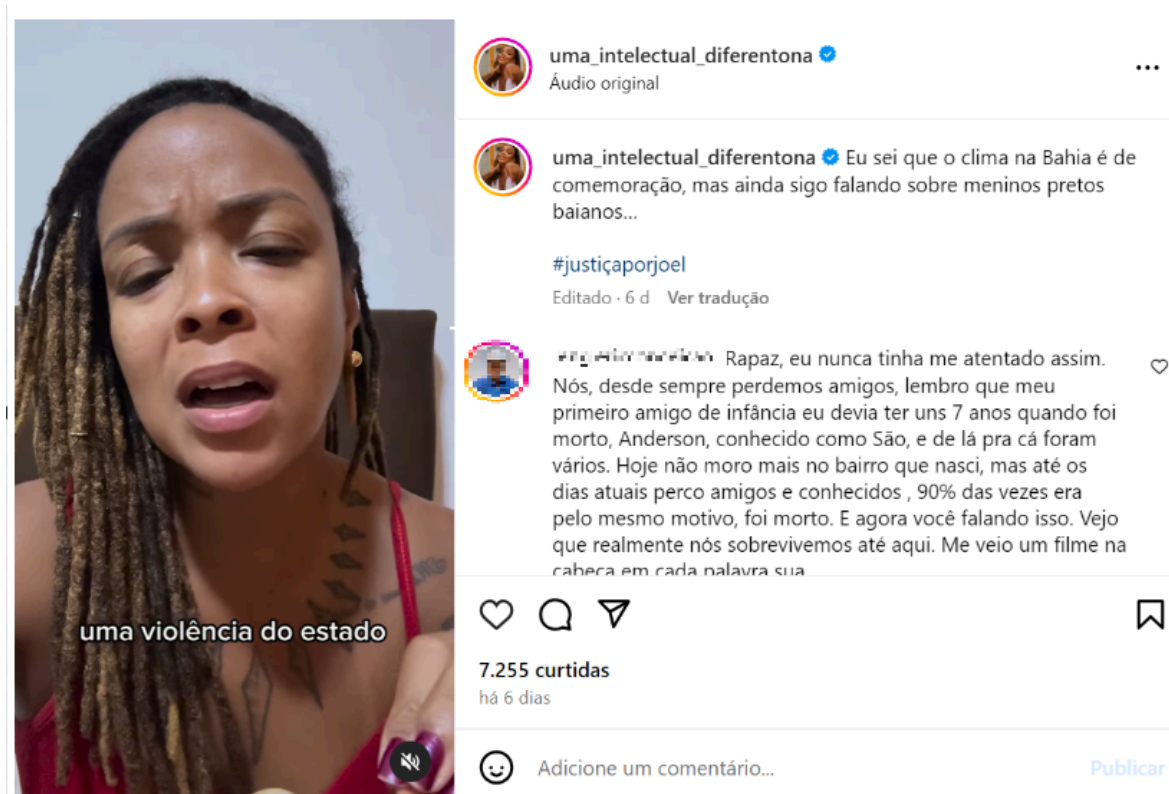 uma_intelectual_diferentona
Áudio original
uma_intelectual_diferentona Eu sei que o clima na Bahia é de
comemoração, mas ainda sigo falando sobre meninos pretos
baianos...
#justiçaporjoel
Editado · 6 d Ver tradução
Rapaz, eu nunca tinha me atentado assim.
Nós, desde sempre perdemos amigos, lembro que meu
primeiro amigo de infância eu devia ter uns 7 anos quando foi
morto, Anderson, conhecido como São, e de lá pra cá foram
vários. Hoje não moro mais no bairro que nasci, mas até os
dias atuais perco amigos e conhecidos , 90% das vezes era
pelo mesmo motivo, foi morto. E agora você falando isso. Vejo
que realmente nós sobrevivemos até aqui. Me veio um filme na
cabeça em cada palavra sua
uma violência do estado
7.255 curtidas
há 6 dias
Adicione um comentário...
Publicar